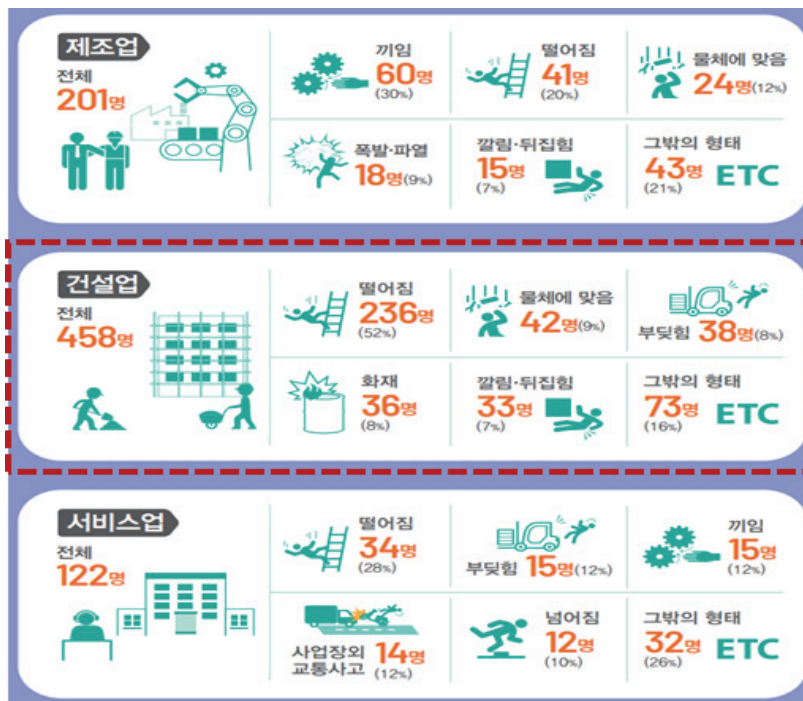 제조업
전체
201명
끼임
60명
(30%)
떨어짐
41명
(20%)
물체에 맞음
24명(12%)
폭발·파열
18명(9%)
깔림·뒤집힘
15명
(7%)
그밖의 형태
43명
(21%)
ETC
건설업
전체
458명
떨어짐
236명
(52%)
물체에 맞음
42명(9%)
부딪힘 38명(8%)
화재
36명
(8%)
깔림·뒤집힘
33명
(7%)
그밖의 형태
73명
(16%)
ETC
서비스업
전체
122명
떨어짐
34명
(28%)
부딪힘 15명(12%)
끼임
15명
(12%)
사업장외
교통사고
14명
(12%)
넘어짐
12명
(10%)
그밖의 형태
32명
(26%)
ETC